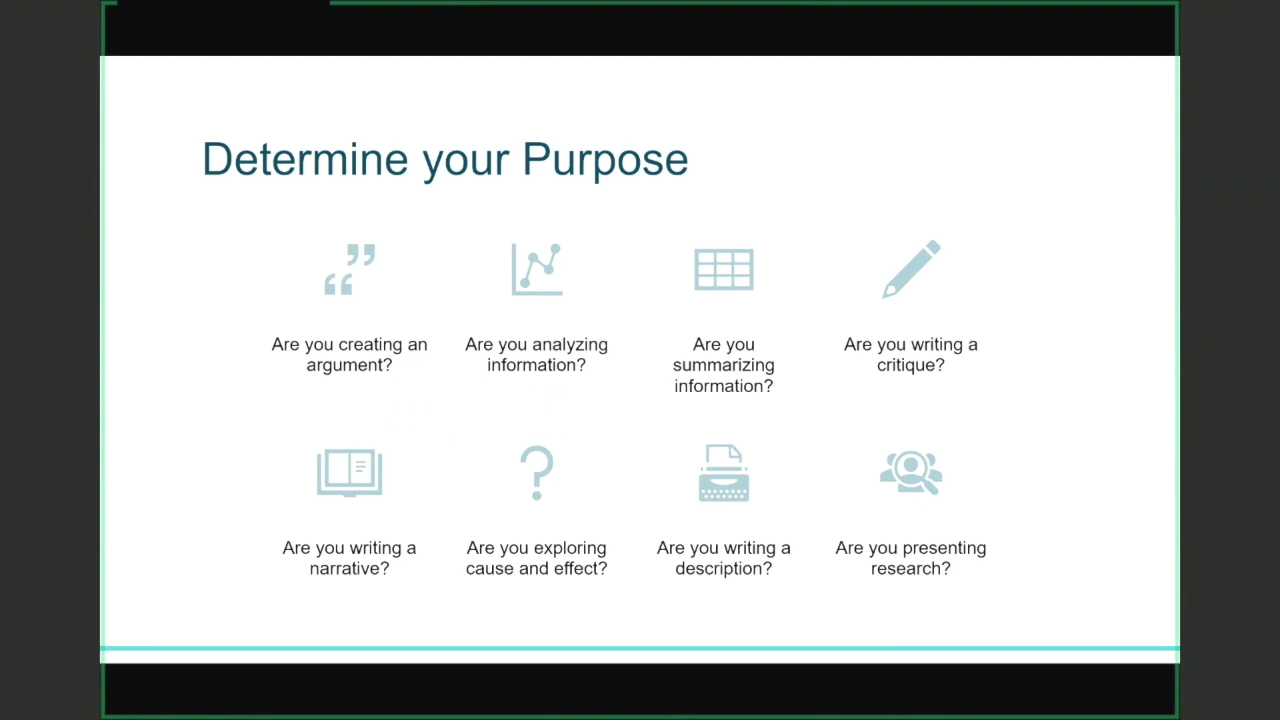 Determine your Purpose
Are you creating an
argument?
Are you analyzing
information?
Are you
summarizing
information?
Are you writing a
critique?
Are you writing a
narrative?
Are you exploring
cause and effect?
Are you writing a
description?
Are you presenting
research?